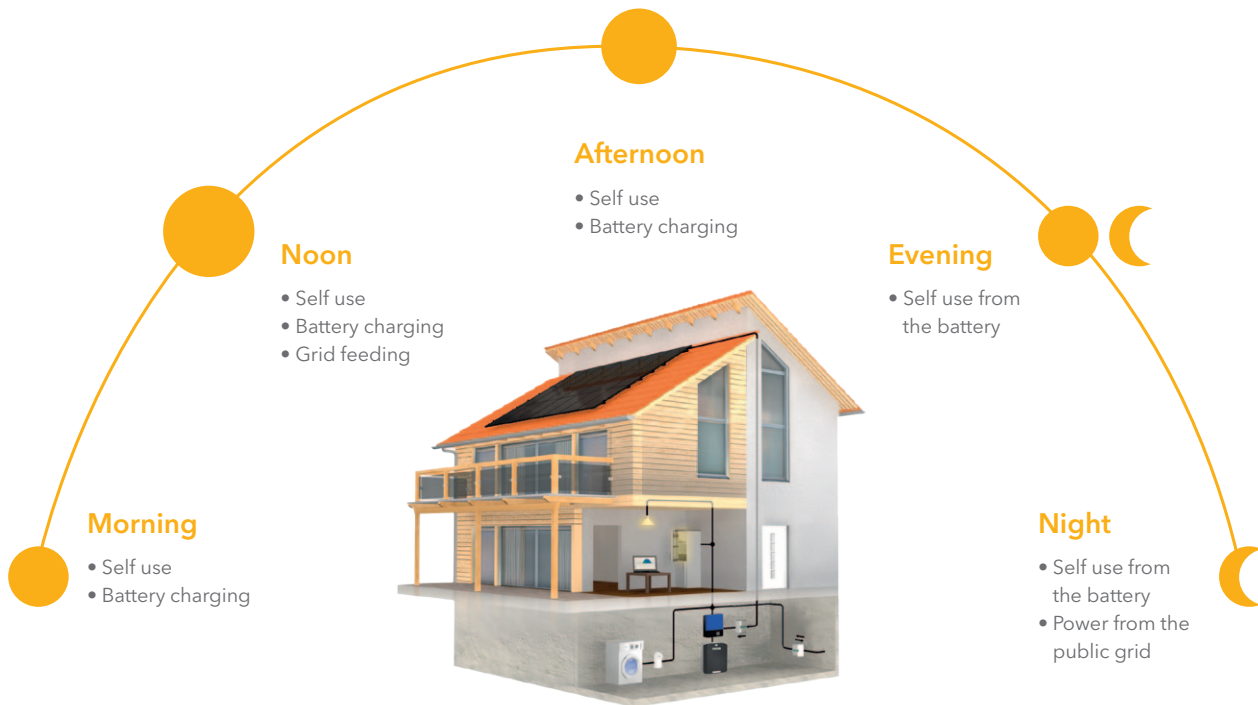 Morning
• Self use
• Battery charging
Noon
• Self use
• Battery charging
• Grid feeding
Afternoon
• Self use
• Battery charging
Evening
• Self use from
the battery
Night
• Self use from
the battery
• Power from the
public grid